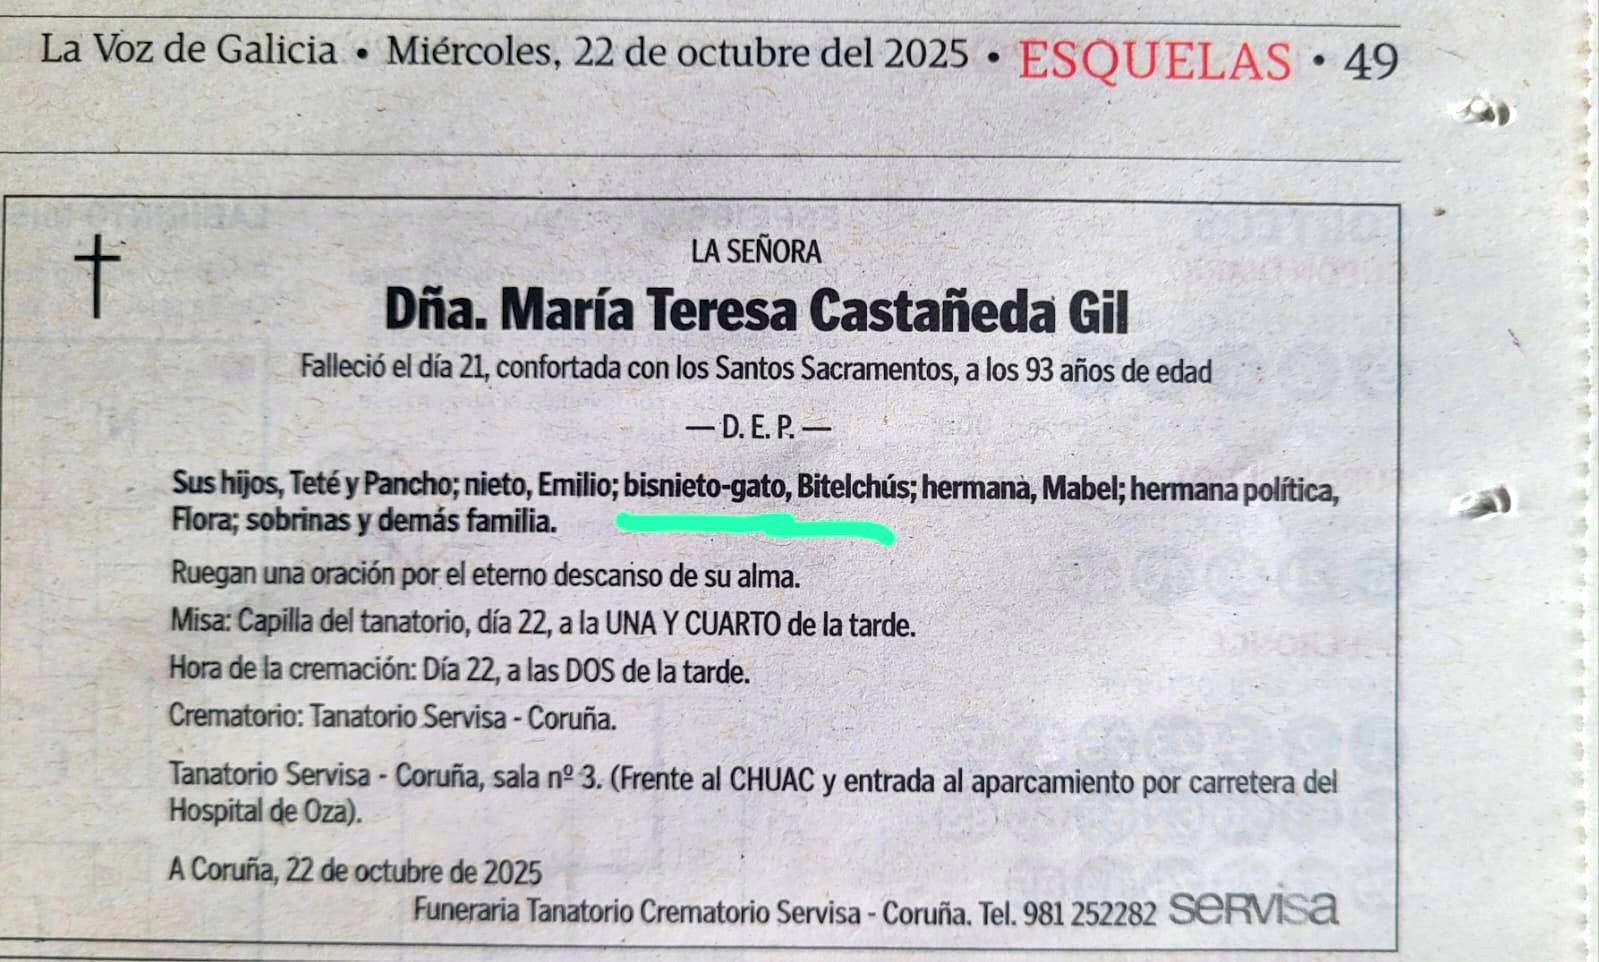 La Voz de Galicia • Miércoles, 22 de octubre del 2025 • ESQUELAS • 49
LA SEÑORA
Dña. María Teresa Castañeda Gil
Falleció el día 21, confortada con los Santos Sacramentos, a los 93 años de edad
— D. E. P. —
Sus hijos, Teté y Pancho; nieto, Emilio; bisnieto-gato, Bitelchús; hermana, Mabel; hermana política,
Flora; sobrinas y demás familia.
Ruegan una oración por el eterno descanso de su alma.
Misa: Capilla del tanatorio, día 22, a la UNA Y CUARTO de la tarde.
Hora de la cremación: Día 22, a las DOS de la tarde.
Crematorio: Tanatorio Servisa - Coruña.
Tanatorio Servisa - Coruña, sala nº 3. (Frente al CHUAC y entrada al aparcamiento por carretera del
Hospital de Oza).
A Coruña, 22 de octubre de 2025
Funeraria Tanatorio Crematorio Servisa - Coruña. Tel. 981 252282 servisa